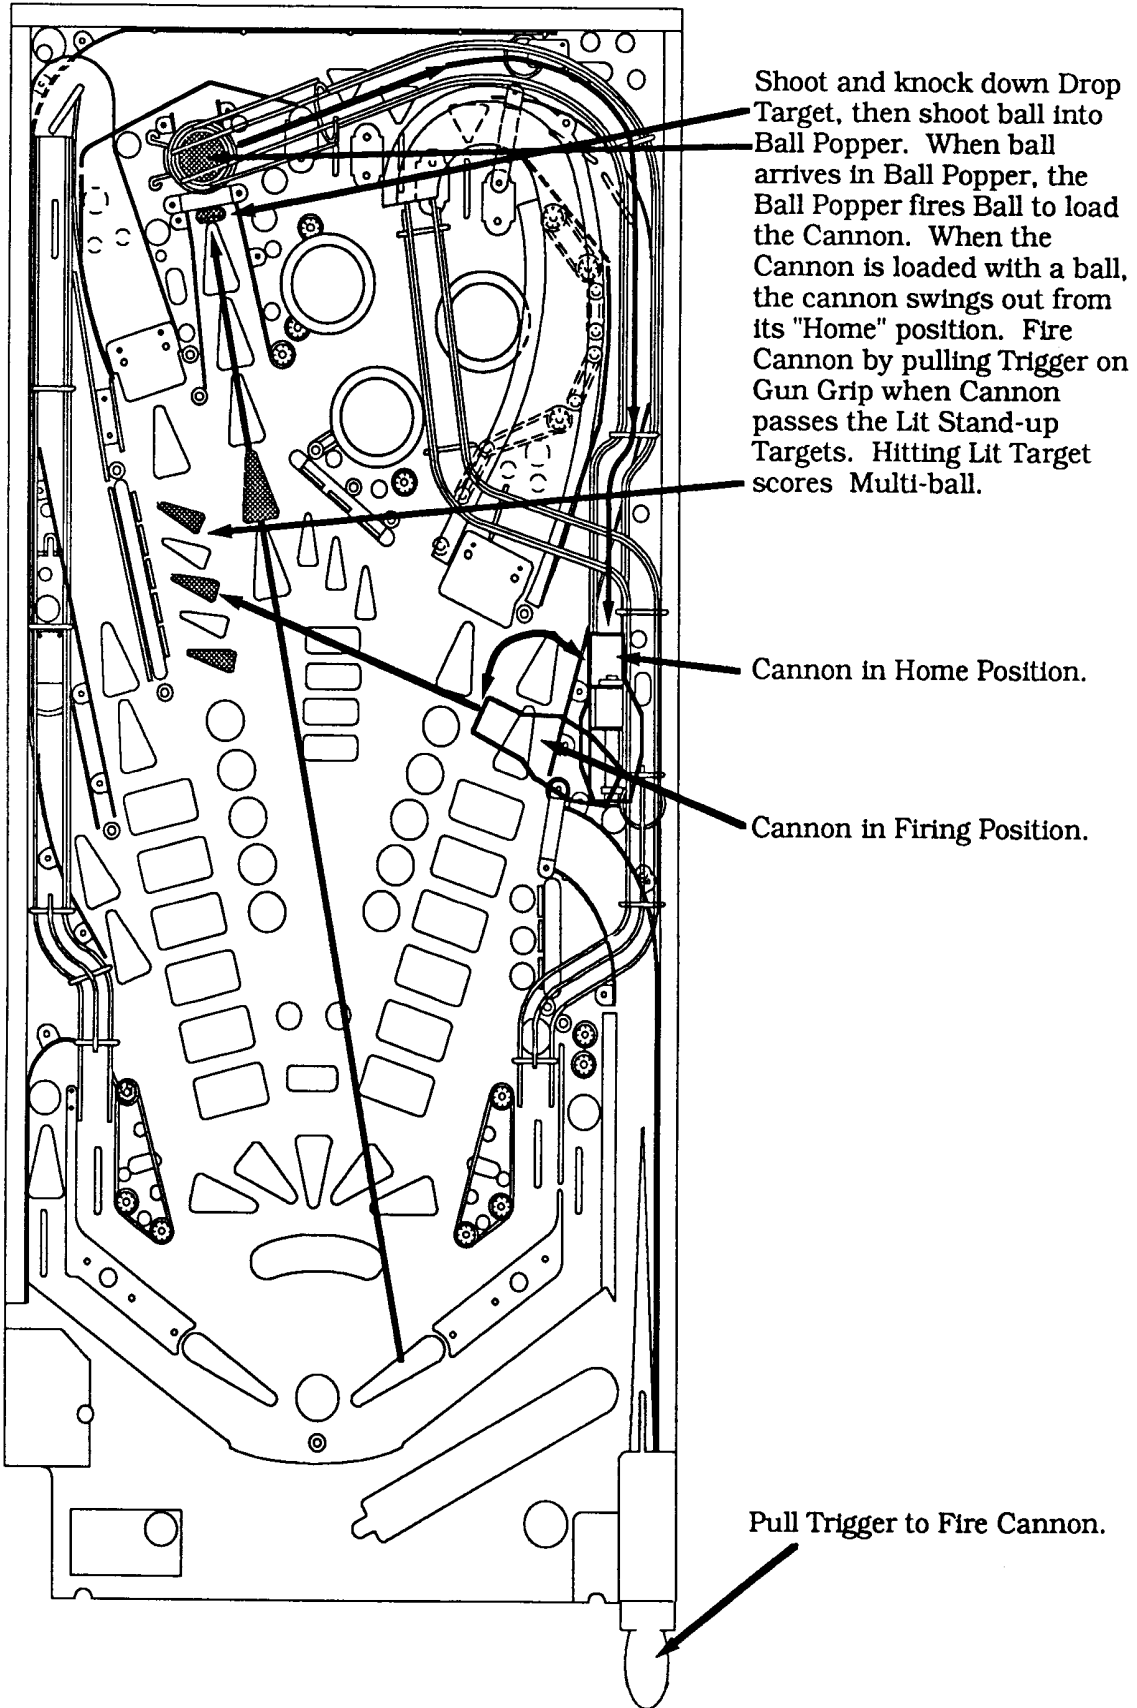 Shoot and knock down Drop
Target, then shoot ball into
Ball Popper. When ball
arrives in Ball Popper, the
Ball Popper fires Ball to load
the Cannon. When the
Cannon is loaded with a ball,
the cannon swings out from
its "Home" position. Fire
Cannon by pulling Trigger on
Gun Grip when Cannon
passes the Lit Stand-up
Targets. Hitting Lit Target
scores Multi-ball.
Cannon in Home Position.
Cannon in Firing Position.
Pull Trigger to Fire Cannon.